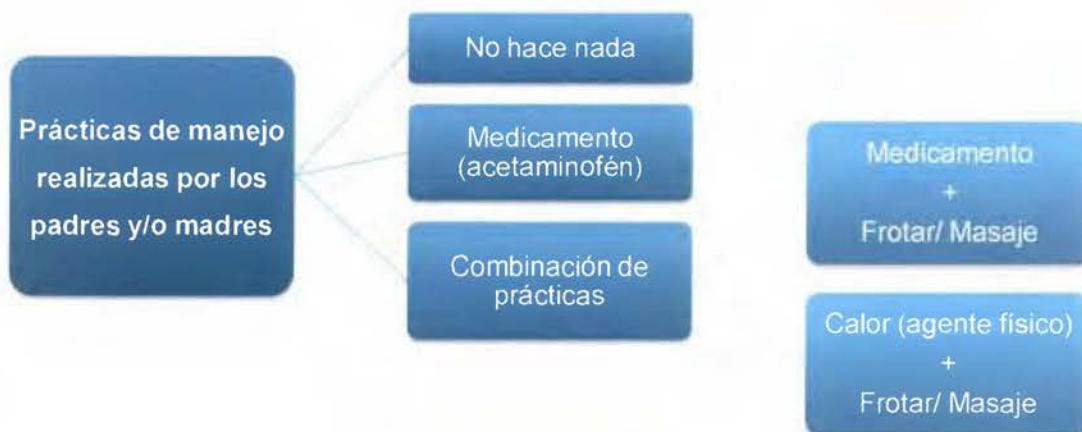 Prácticas de manejo
realizadas por los
padres y/o madres
No hace nada
Medicamento
(acetaminofén)
Combinación de
prácticas
Medicamento
+
Frotar/ Masaje
Calor (agente físico)
+
Frotar/ Masaje